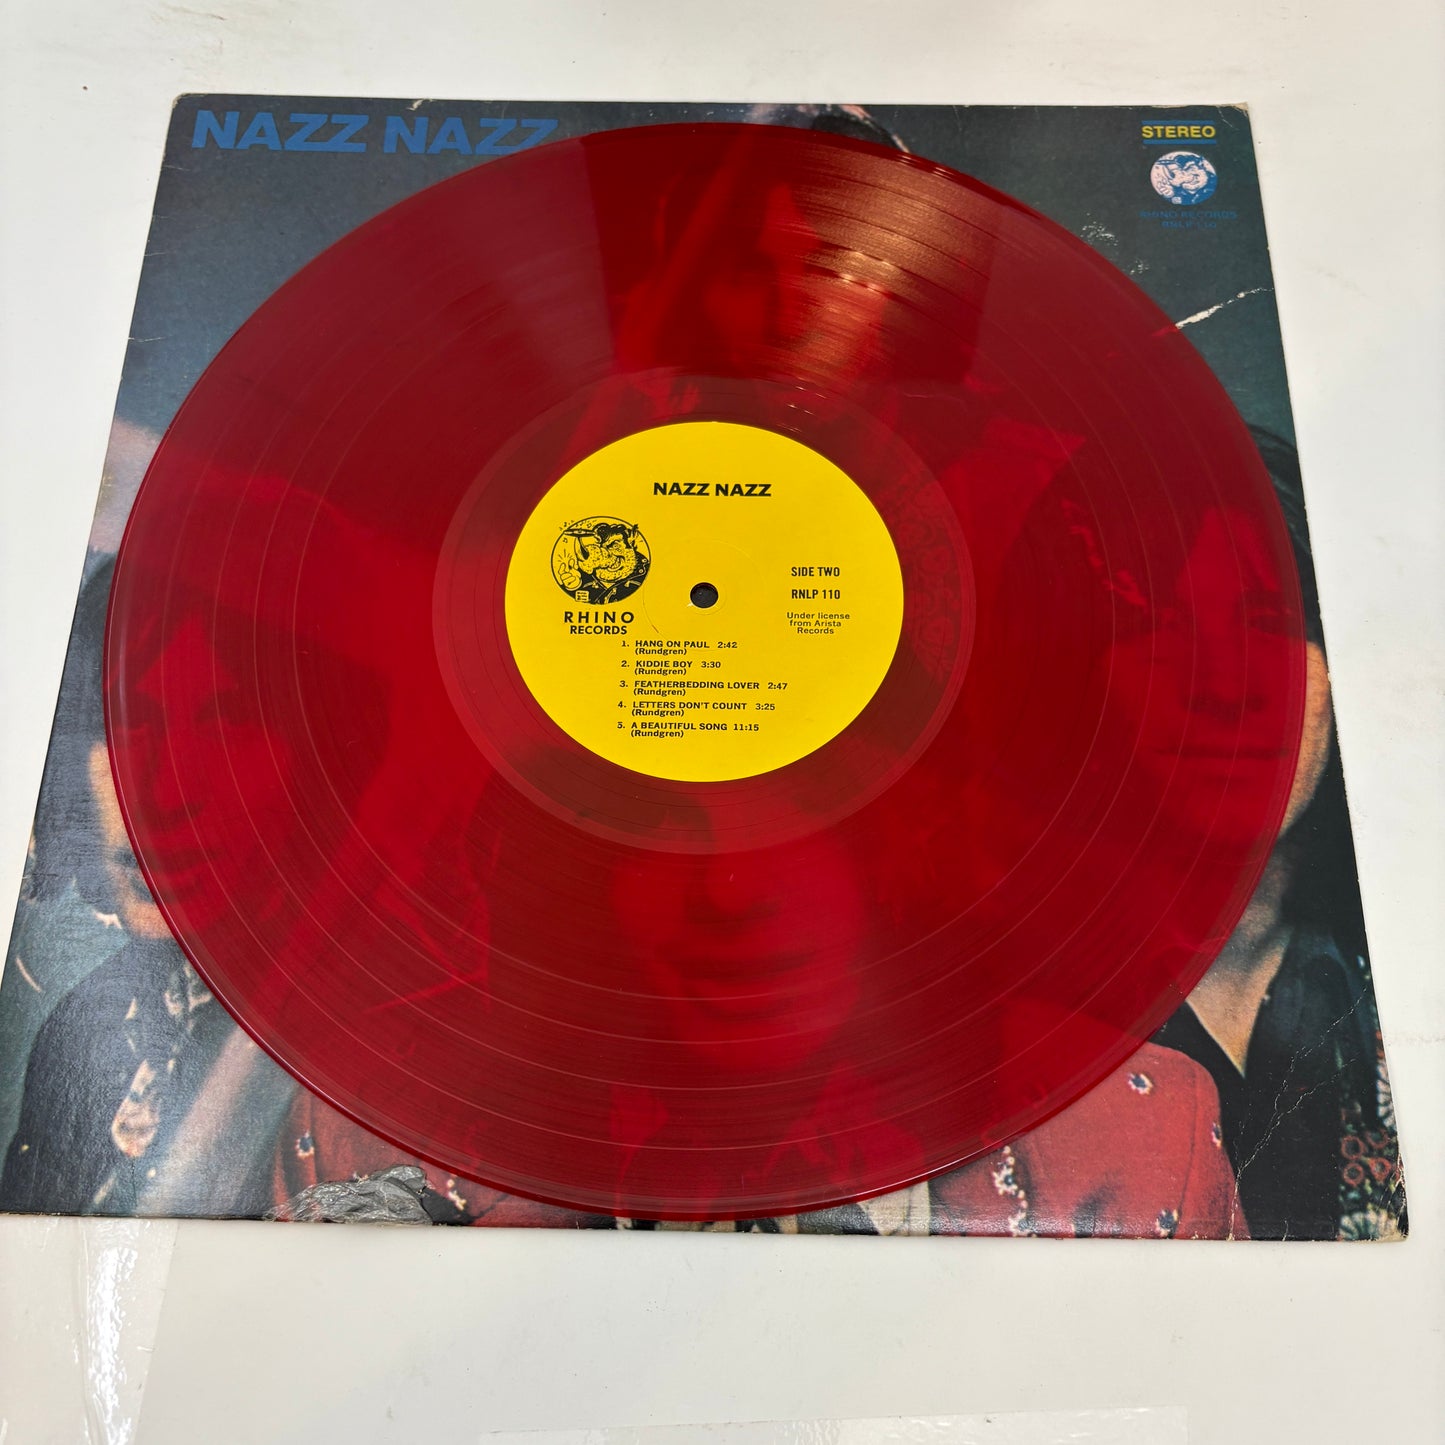 NAZZ NAZZ
STEREO
RHINO RECORDS
RNLP 110
NAZZ NAZZ
RHINO
RECORDS
SIDE TWO
RNLP 110
Under license
from Arista
Records
1. HANG ON PAUL 2:42
(Rundgren)
2. KIDDIE BOY 3:30
(Rundgren)
3. FEATHERBEDDING LOVER 2:47
(Rundgren)
4. LETTERS DON'T COUNT 3:25
(Rundgren)
5. A BEAUTIFUL SONG 11:15
(Rundgren)